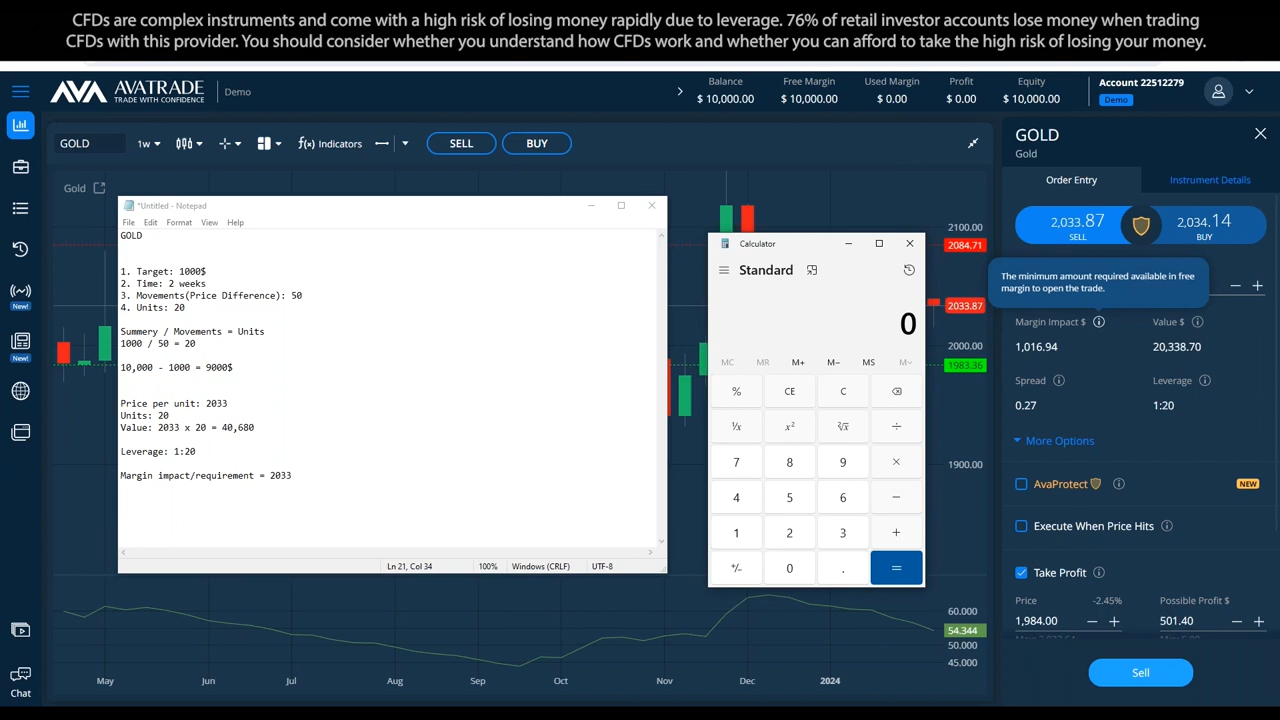 CFDs are complex instruments and come with a high risk of losing money rapidly due to leverage. 76% of retail investor accounts lose money when trading
CFDs with this provider. You should consider whether you understand how CFDs work and whether you can afford to take the high risk of losing your money.
AVATRADE
TRADE WITH CONFIDENCE
Demo
Balance
$ 10,000.00
Free Margin
$ 10,000.00
Used Margin
$ 0.00
Profit
$ 0.00
Equity
$ 10,000.00
Account 22512279
Demo
GOLD
1w
f(x) Indicators
SELL
BUY
Gold
2100.00
2084.71
2033.87
2000.00
1983.36
1900.00
60.000
54.344
50.000
45.000
May
Jun
Jul
Aug
Sep
Oct
Nov
Dec
2024
New!
New!
Chat
*Untitled - Notepad
File Edit Format View Help
GOLD
1. Target: 1000$
2. Time: 2 weeks
3. Movements(Price Difference): 50
4. Units: 20
Summery / Movements = Units
1000 / 50 = 20
10,000 - 1000 = 9000$
Price per unit: 2033
Units: 20
Value: 2033 x 20 = 40,680
Leverage: 1:20
Margin impact/requirement = 2033
Ln 21, Col 34
100%
Windows (CRLF)
UTF-8
Calculator
Standard
0
MC MR M+ M− MS M˅
% CE C
¹/x x² ²√x ÷
7 8 9 ×
4 5 6 −
1 2 3 +
+/− 0 . =
GOLD
Gold
Order Entry
Instrument Details
2,033.87
SELL
2,034.14
BUY
The minimum amount required available in free
margin to open the trade.
Margin Impact $
Value $
1,016.94
20,338.70
Spread
Leverage
0.27
1:20
More Options
AvaProtect
NEW
Execute When Price Hits
Take Profit
Price
-2.45%
Possible Profit $
1,984.00
501.40
Sell